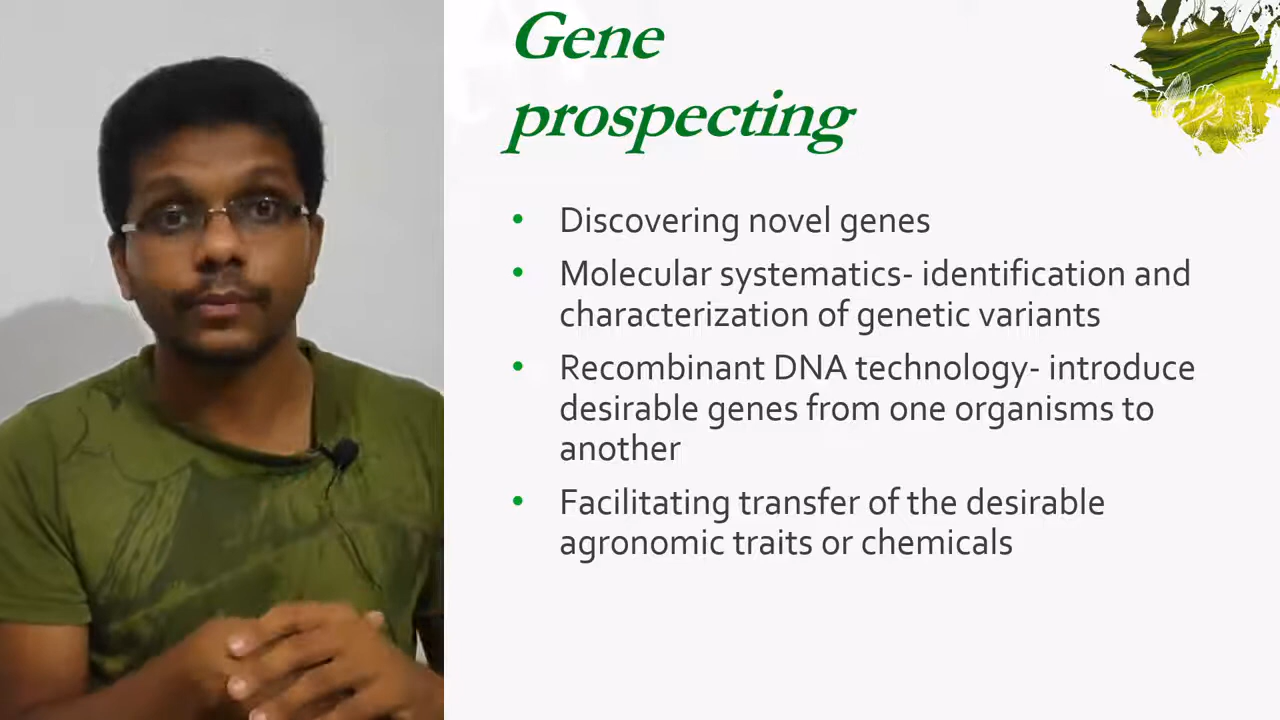 Gene
prospecting
• Discovering novel genes
• Molecular systematics- identification and
characterization of genetic variants
• Recombinant DNA technology- introduce
desirable genes from one organisms to
another
• Facilitating transfer of the desirable
agronomic traits or chemicals